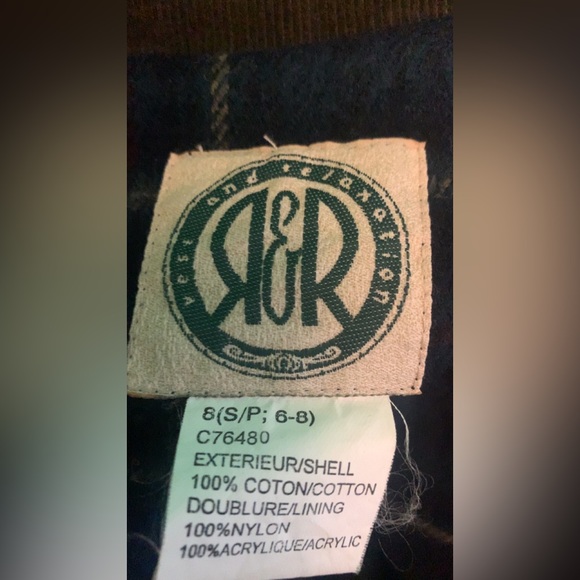 rest and relaxation
R&R
8(S/P; 6-8)
C76480
EXTERIEUR/SHELL
100% COTON/COTTON
DOUBLURE/LINING
100%NYLON
100%ACRYLIQUE/ACRYLIC